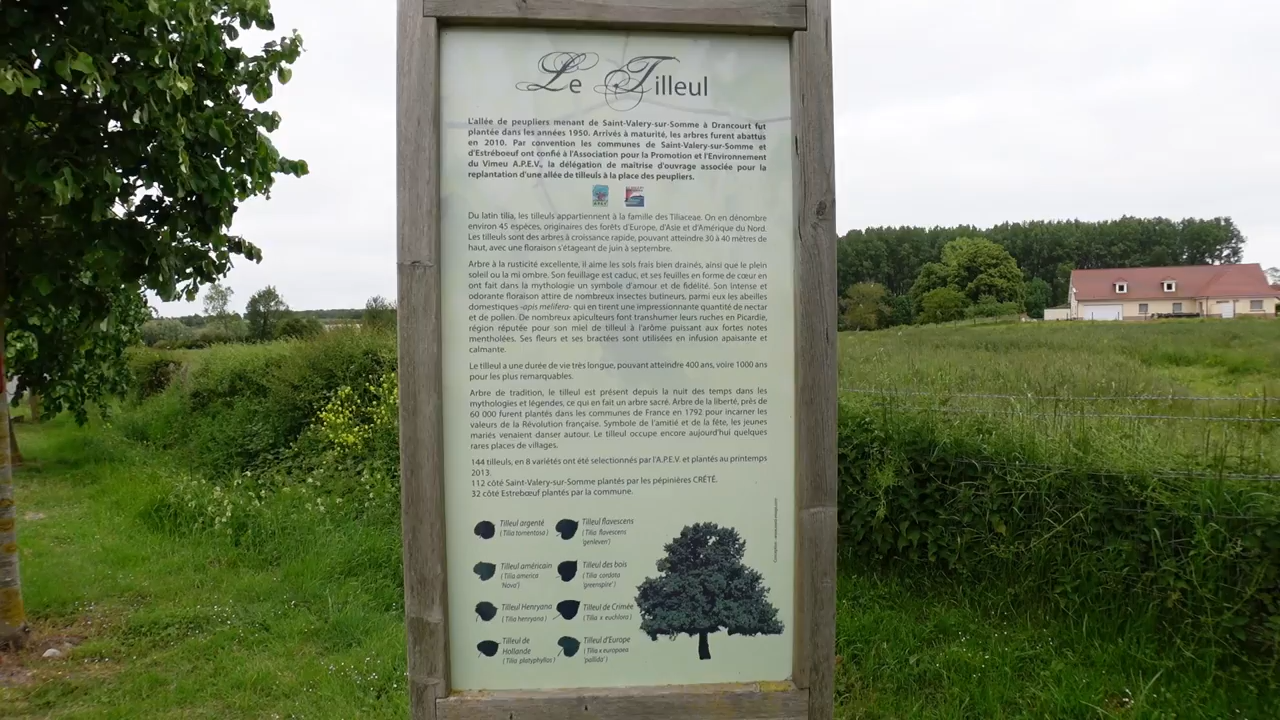 Le Tilleul
L'allée de peupliers menant de Saint-Valery-sur-Somme à Drancourt fut
plantée dans les années 1950. Arrivés à maturité, les arbres furent abattus
en 2010. Par convention les communes de Saint-Valery-sur-Somme et
d'Estréboeuf ont confié à l'Association pour la Promotion et l'Environnement
du Vimeu A.P.E.V., la délégation de maîtrise d'ouvrage associée pour la
replantation d'une allée de tilleuls à la place des peupliers.
Du latin tilia, les tilleuls appartiennent à la famille des Tiliaceae. On en dénombre
environ 45 espèces, originaires des forêts d'Europe, d'Asie et d'Amérique du Nord.
Les tilleuls sont des arbres à croissance rapide, pouvant atteindre 30 à 40 mètres de
haut, avec une floraison s'étageant de juin à septembre.
Arbre à la rusticité excellente, il aime les sols frais bien drainés, ainsi que le plein
soleil ou la mi ombre. Son feuillage est caduc, et ses feuilles en forme de cœur en
ont fait dans la mythologie un symbole d'amour et de fidélité. Son intense et
odorante floraison attire de nombreux insectes butineurs, parmi eux les abeilles
domestiques -apis melifera- qui en tirent une impressionnante quantité de nectar
et de pollen. De nombreux apiculteurs font transhumer leurs ruches en Picardie,
région réputée pour son miel de tilleul à l'arôme puissant aux fortes notes
mentholées. Ses fleurs et ses bractées sont utilisées en infusion apaisante et
calmante.
Le tilleul a une durée de vie très longue, pouvant atteindre 400 ans, voire 1000 ans
pour les plus remarquables.
Arbre de tradition, le tilleul est présent depuis la nuit des temps dans les
mythologies et légendes, ce qui en fait un arbre sacré. Arbre de la liberté, près de
60 000 furent plantés dans les communes de France en 1792 pour incarner les
valeurs de la Révolution française. Symbole de l'amitié et de la fête, les jeunes
mariés venaient danser autour. Le tilleul occupe encore aujourd'hui quelques
rares places de villages.
144 tilleuls, en 8 variétés ont été selectionnés par l'A.P.E.V. et plantés au printemps
2013.
112 côté Saint-Valery-sur-Somme plantés par les pépinières CRÉTÉ.
32 côté Estrebœuf plantés par la commune.
Tilleul argenté
(Tilia tomentosa)
Tilleul flavescens
(Tilia flavescens
'genleven')
Tilleul américain
(Tilia america
Nova')
Tilleul des bois
(Tilia cordata
'greenspire')
Tilleul Henryana
(Tilia henryana)
Tilleul de Crimée
(Tilia x euchlora)
Tilleul de
Hollande
(Tilia platyphyllos)
Tilleul d'Europe
(Tilia x europaea
'pallida')